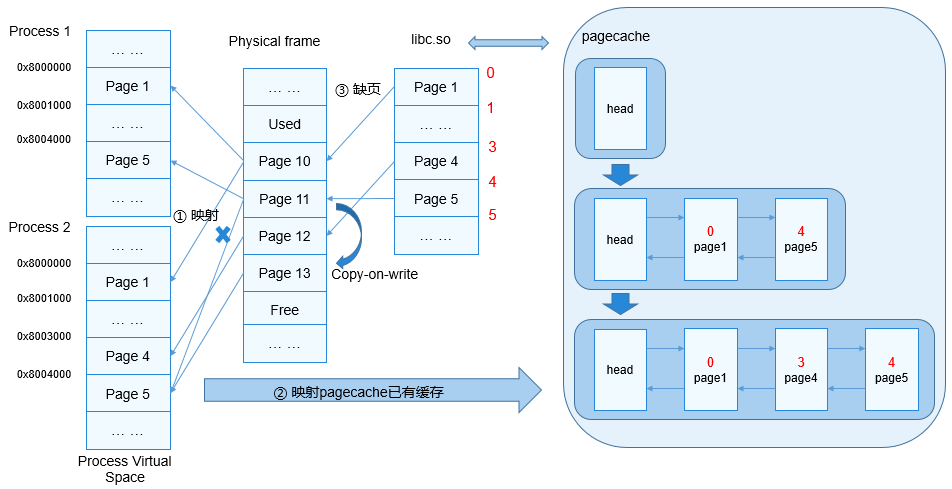 Process 1
… …
0x8000000
Page 1
0x8001000
… …
0x8004000
Page 5
… …
Process 2
… …
0x8000000
Page 1
0x8001000
… …
0x8003000
Page 4
0x8004000
Page 5
… …
Process Virtual
Space
① 映射
Physical frame
… …
Used
Page 10
Page 11
Page 12
Page 13
Free
… …
③ 缺页
Copy-on-write
libc.so
0
Page 1
1
… …
3
Page 4
4
Page 5
5
… …
② 映射pagecache已有缓存
pagecache
head
head
0
page1
4
page5
head
0
page1
3
page4
4
page5